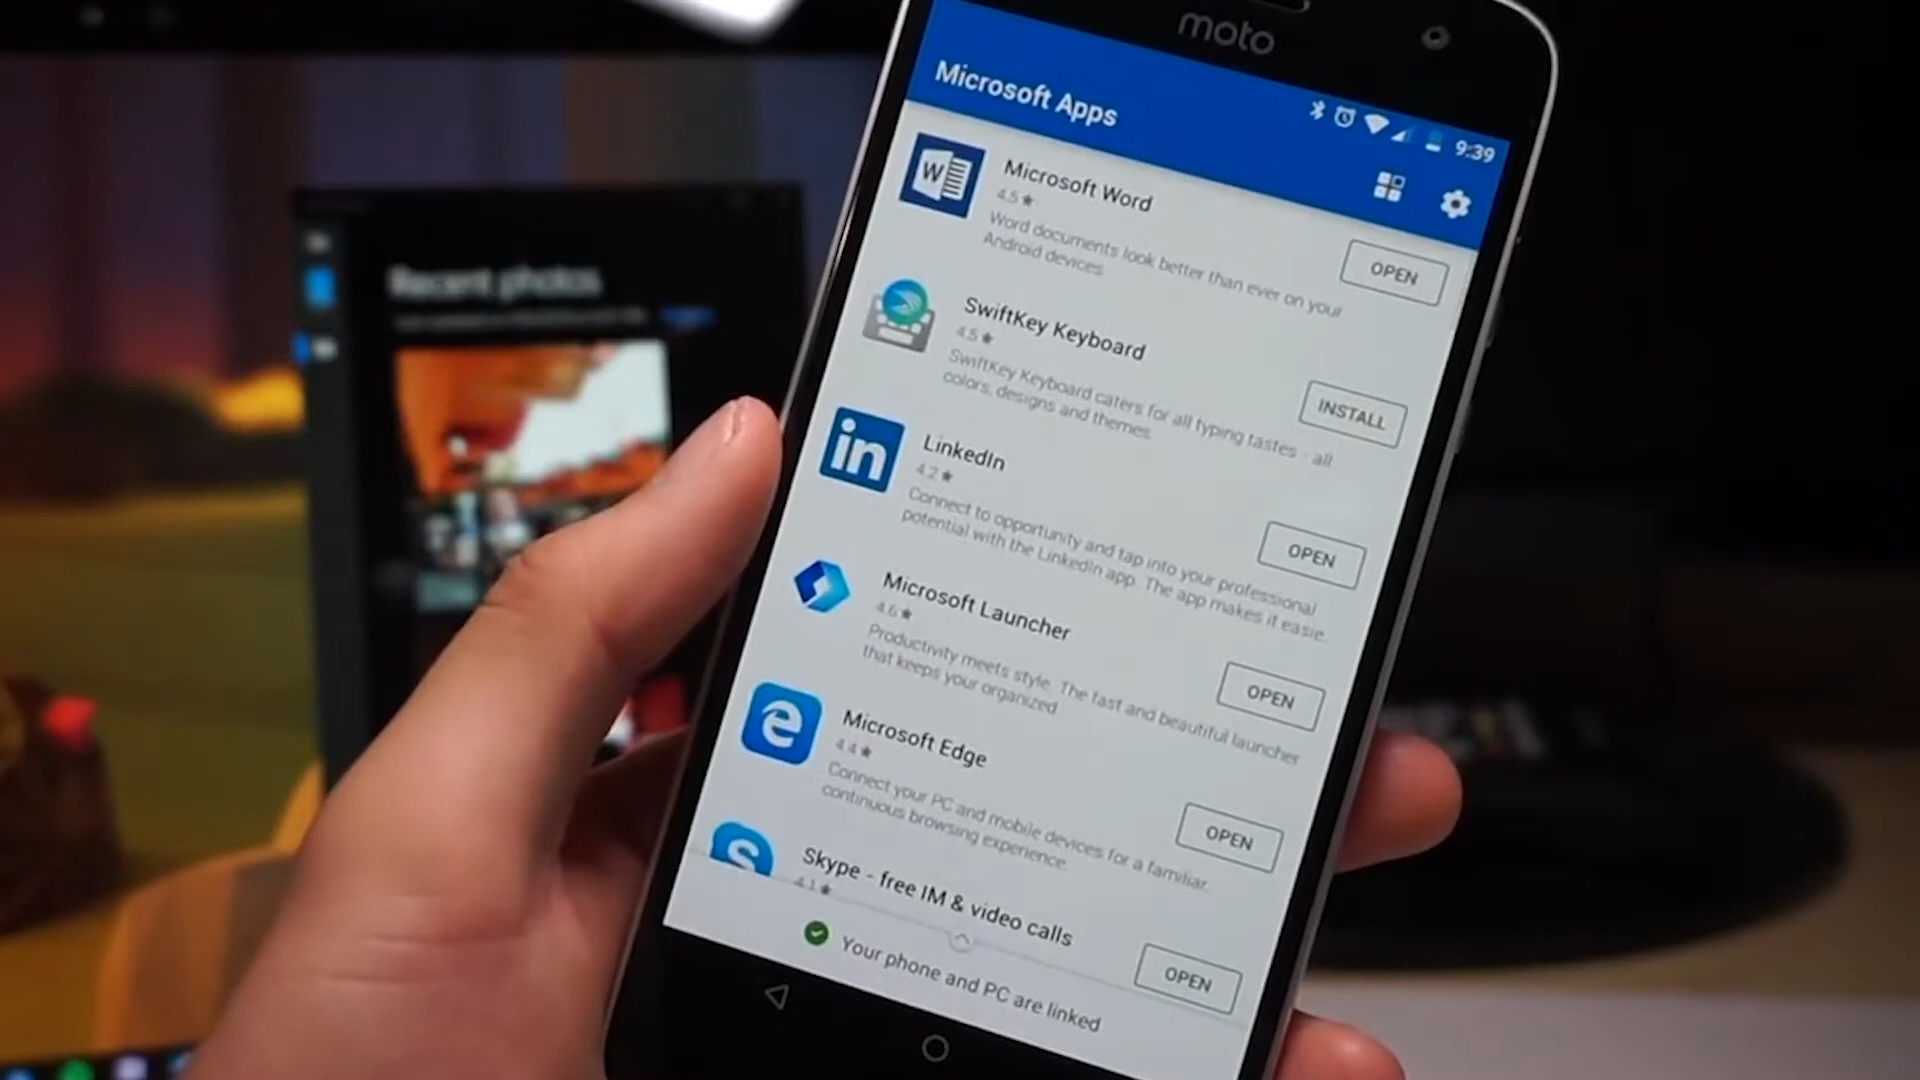 moto
9:39
Microsoft Apps
W
Microsoft Word
4.5★
Word documents look better than ever on your
Android devices
OPEN
SwiftKey Keyboard
4.5★
SwiftKey Keyboard caters for all typing tastes - all
colors, designs and themes
INSTALL
in
LinkedIn
4.2★
Connect to opportunity and tap into your professional
potential with the LinkedIn app. The app makes it easie..
OPEN
Microsoft Launcher
4.6★
Productivity meets style. The fast and beautiful launcher
that keeps your organized
OPEN
e
Microsoft Edge
4.4★
Connect your PC and mobile devices for a familiar,
continuous browsing experience.
OPEN
S
Skype - free IM & video calls
4.1★
OPEN
Your phone and PC are linked
Recent photos